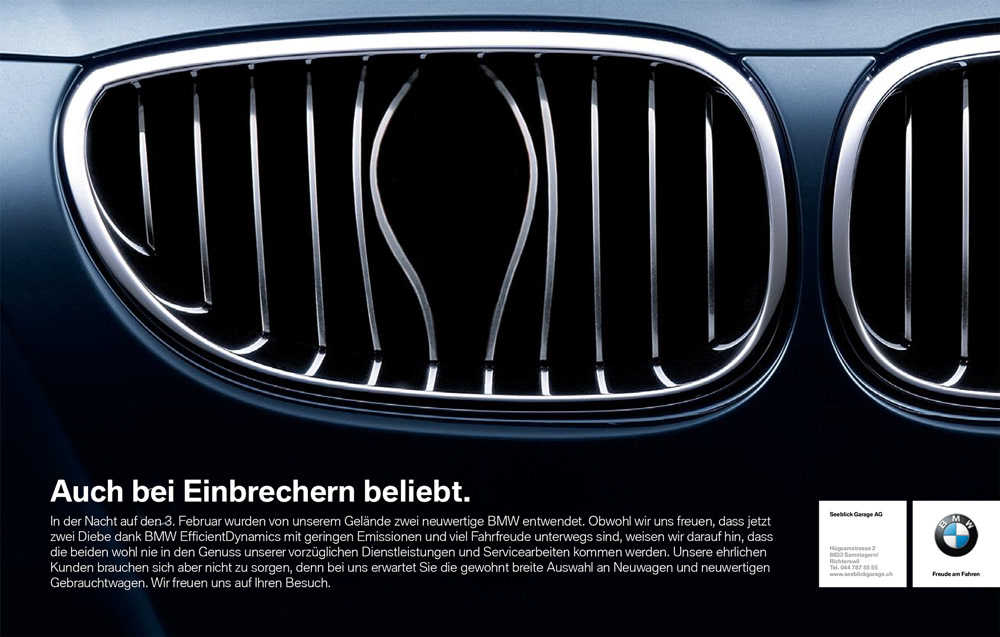 Auch bei Einbrechern beliebt.
In der Nacht auf den 3. Februar wurden von unserem Gelände zwei neuwertige BMW entwendet. Obwohl wir uns freuen, dass jetzt
zwei Diebe dank BMW EfficientDynamics mit geringen Emissionen und viel Fahrfreude unterwegs sind, weisen wir darauf hin, dass
die beiden wohl nie in den Genuss unserer vorzüglichen Dienstleistungen und Servicearbeiten kommen werden. Unsere ehrlichen
Kunden brauchen sich aber nicht zu sorgen, denn bei uns erwartet Sie die gewohnt breite Auswahl an Neuwagen und neuwertigen
Gebrauchtwagen. Wir freuen uns auf Ihren Besuch.
Seeblick Garage AG
Hügsamstrasse 2
8833 Samstagern/
Richterswil
Tel. 044 787 55 55
www.seeblickgarage.ch
BMW
Freude am Fahren